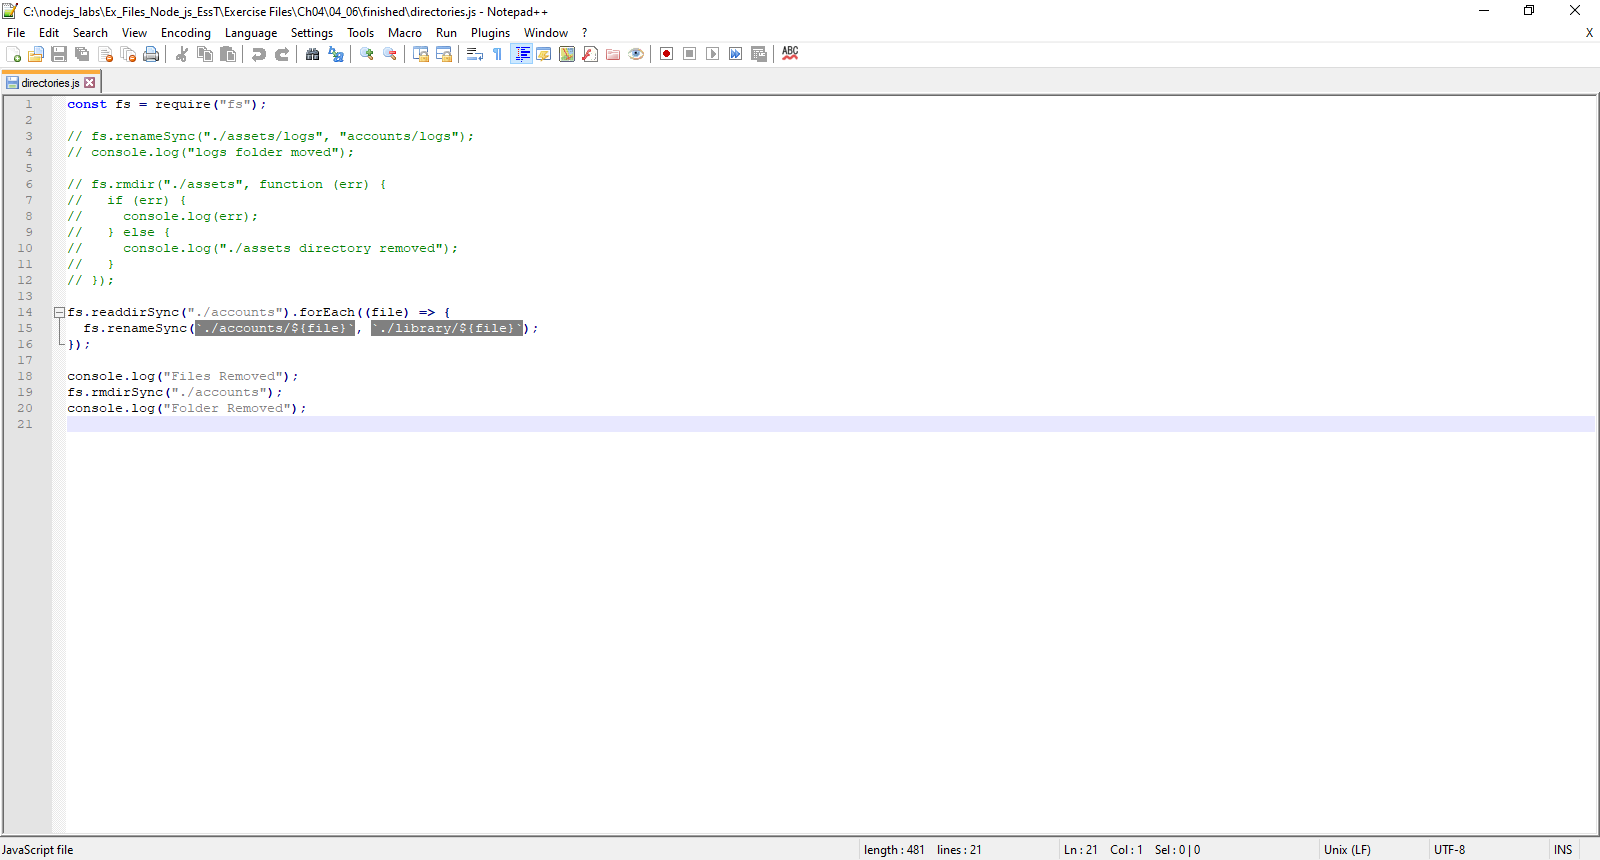 C:\nodejs_labs\Ex_Files_Node_js_EssT\Exercise Files\Ch04\04_06\finished\directories.js - Notepad++
File Edit Search View Encoding Language Settings Tools Macro Run Plugins Window ? X
ABC
directories.js
1 const fs = require("fs");
2
3 // fs.renameSync("./assets/logs", "accounts/logs");
4 // console.log("logs folder moved");
5
6 // fs.rmdir("./assets", function (err) {
7 //   if (err) {
8 //     console.log(err);
9 //   } else {
10 //     console.log("./assets directory removed");
11 //   }
12 // });
13
14 fs.readdirSync("./accounts").forEach((file) => {
15   fs.renameSync(`./accounts/${file}`, `./library/${file}`);
16 });
17
18 console.log("Files Removed");
19 fs.rmdirSync("./accounts");
20 console.log("Folder Removed");
21
JavaScript file length : 481 lines : 21 Ln : 21 Col : 1 Sel : 0 | 0 Unix (LF) UTF-8 INS